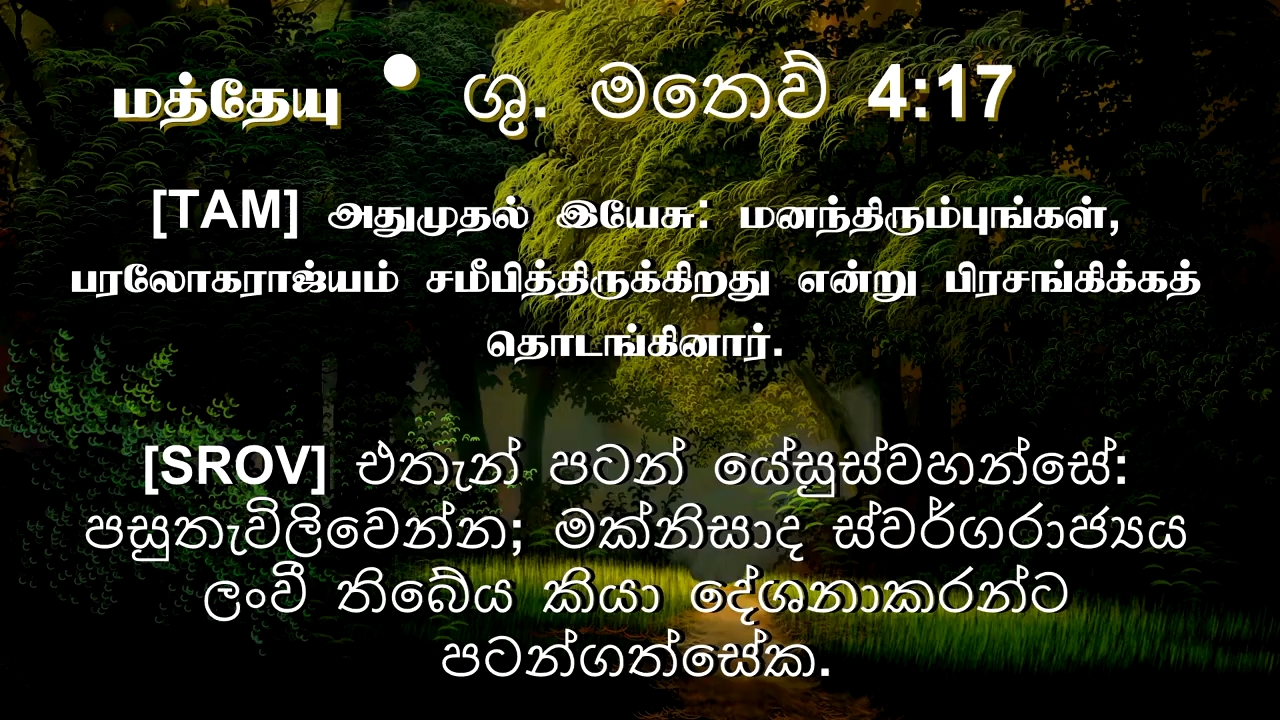 மத்தேயு • ශු. මතෙව් 4:17
[TAM] அதுமுதல் இயேசு: மனந்திரும்புங்கள்,
பரலோகராஜ்யம் சமீபித்திருக்கிறது என்று பிரசங்கிக்கத்
தொடங்கினார்.
[SROV] එතැන් පටන් යේසුස්වහන්සේ:
පසුතැවිලිවෙන්න; මක්නිසාද ස්වර්ගරාජ්‍යය
ලංවී තිබේය කියා දේශනාකරන්ට
පටන්ගත්සේක.